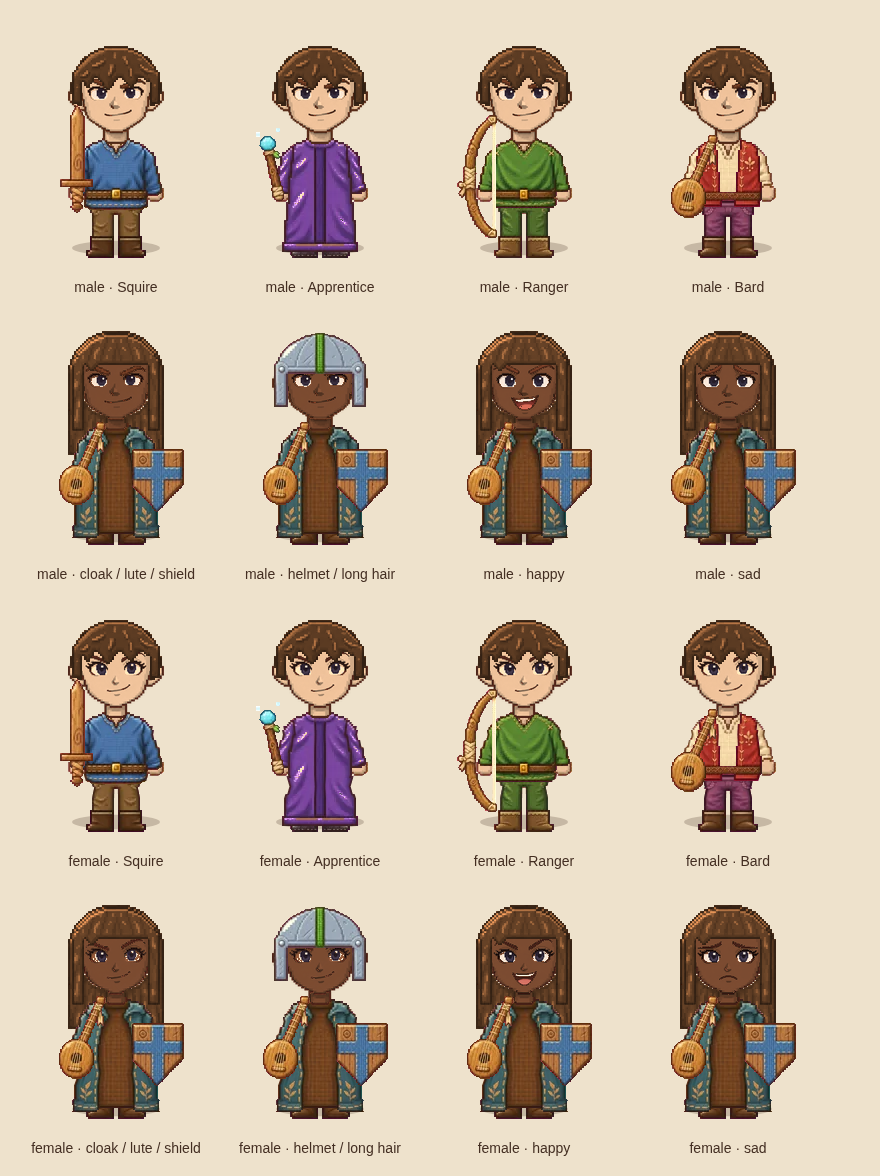 male · Squire
male · Apprentice
male · Ranger
male · Bard
male · cloak / lute / shield
male · helmet / long hair
male · happy
male · sad
female · Squire
female · Apprentice
female · Ranger
female · Bard
female · cloak / lute / shield
female · helmet / long hair
female · happy
female · sad